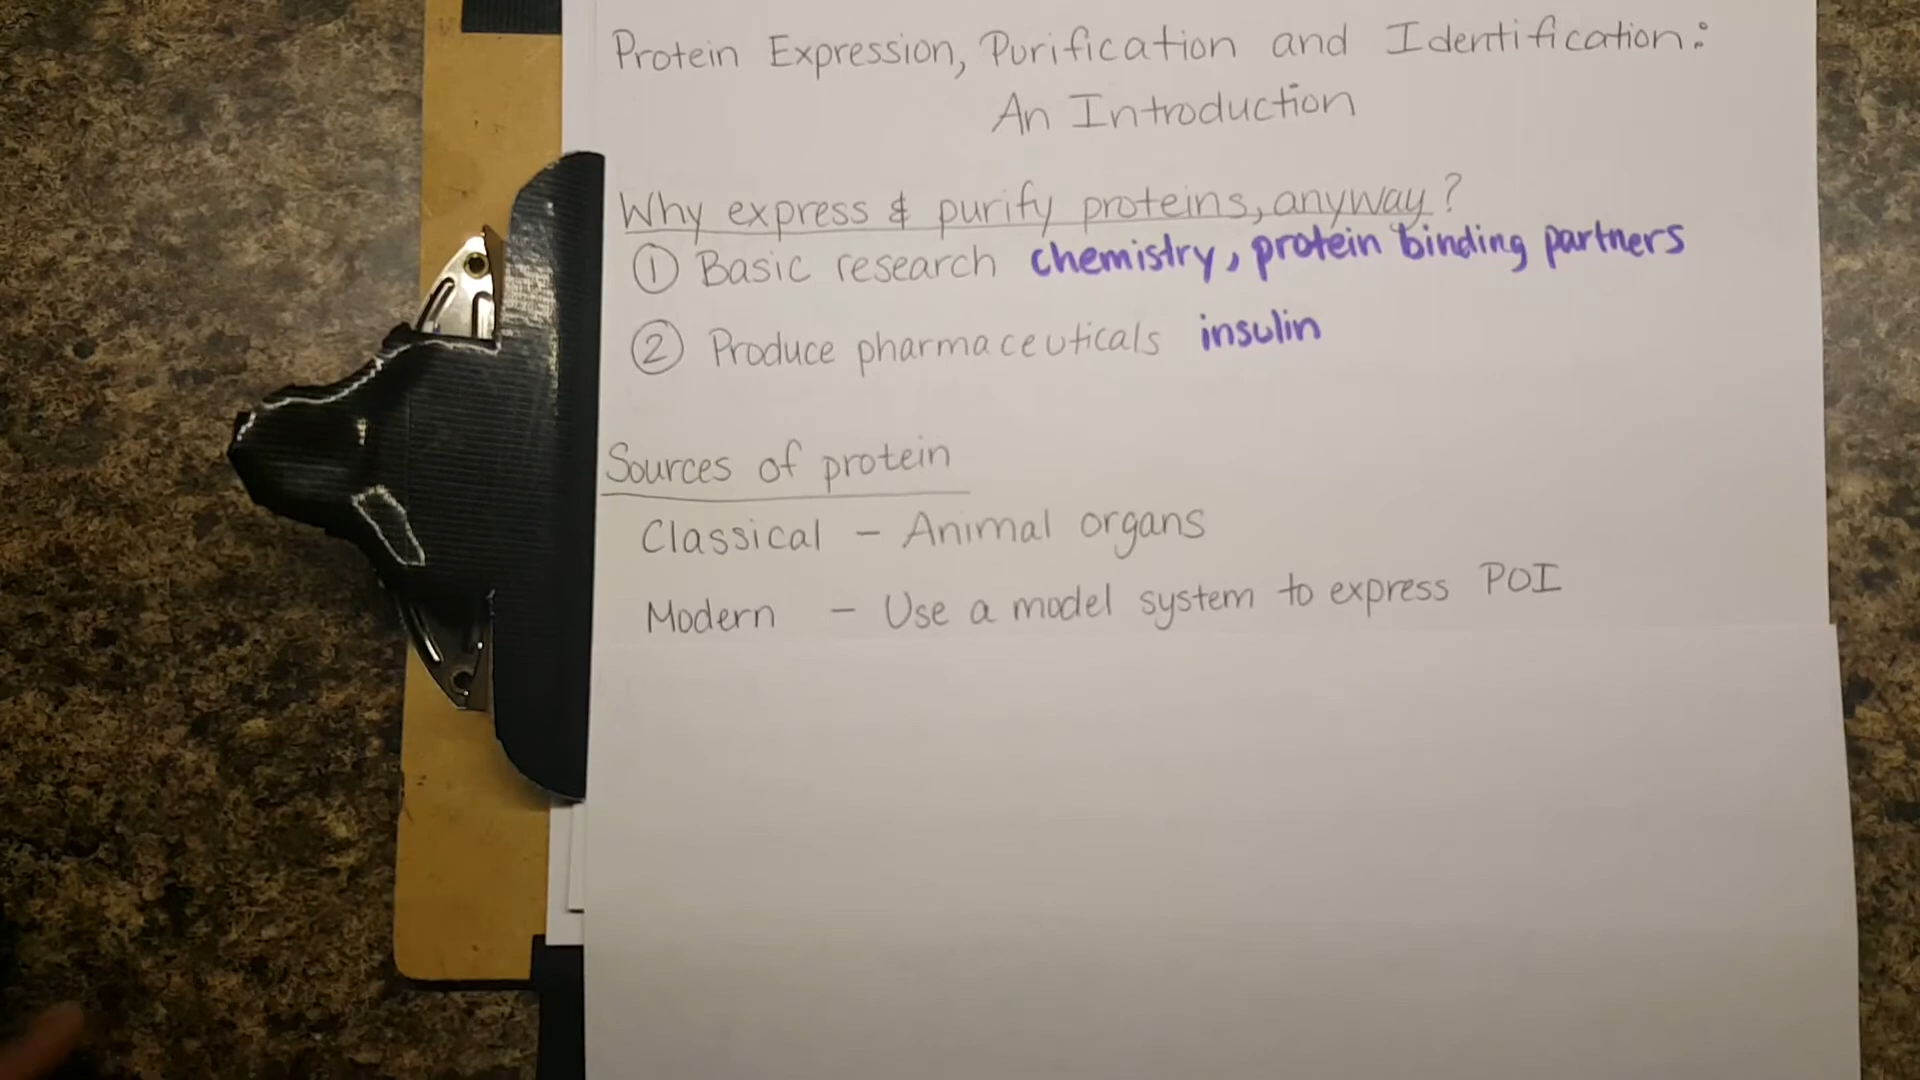 Protein Expression, Purification and Identification:
An Introduction
Why express & purify proteins, anyway?
① Basic research chemistry, protein binding partners
② Produce pharmaceuticals insulin
Sources of protein
Classical - Animal organs
Modern - Use a model system to express POI